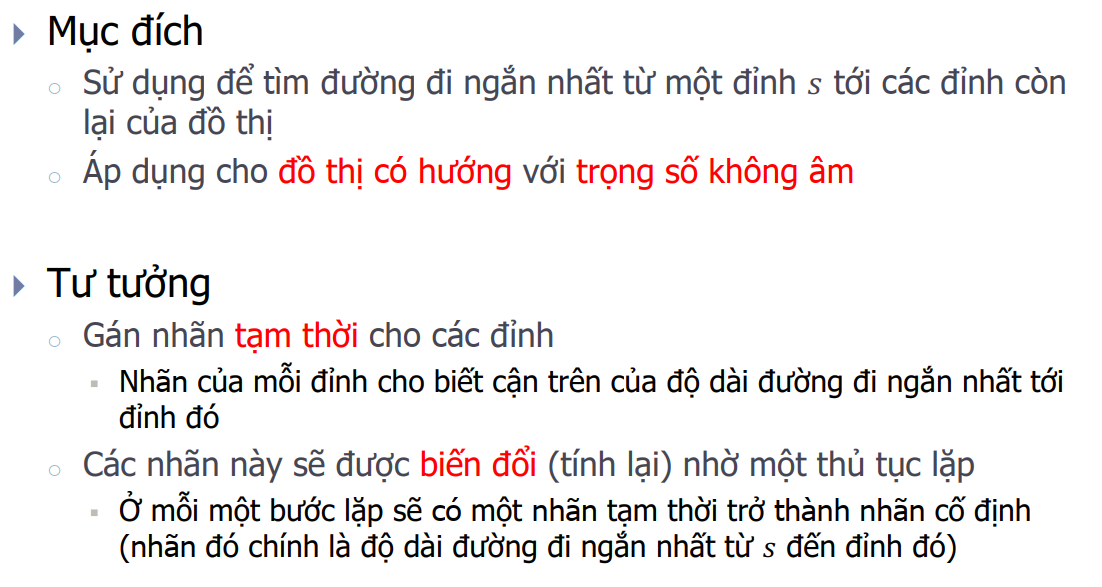 Mục đích
Sử dụng để tìm đường đi ngắn nhất từ một đỉnh s tới các đỉnh còn
lại của đồ thị
Áp dụng cho đồ thị có hướng với trọng số không âm
Tư tưởng
Gán nhãn tạm thời cho các đỉnh
Nhãn của mỗi đỉnh cho biết cận trên của độ dài đường đi ngắn nhất tới
đỉnh đó
Các nhãn này sẽ được biến đổi (tính lại) nhờ một thủ tục lặp
Ở mỗi một bước lặp sẽ có một nhãn tạm thời trở thành nhãn cố định
(nhãn đó chính là độ dài đường đi ngắn nhất từ s đến đỉnh đó)